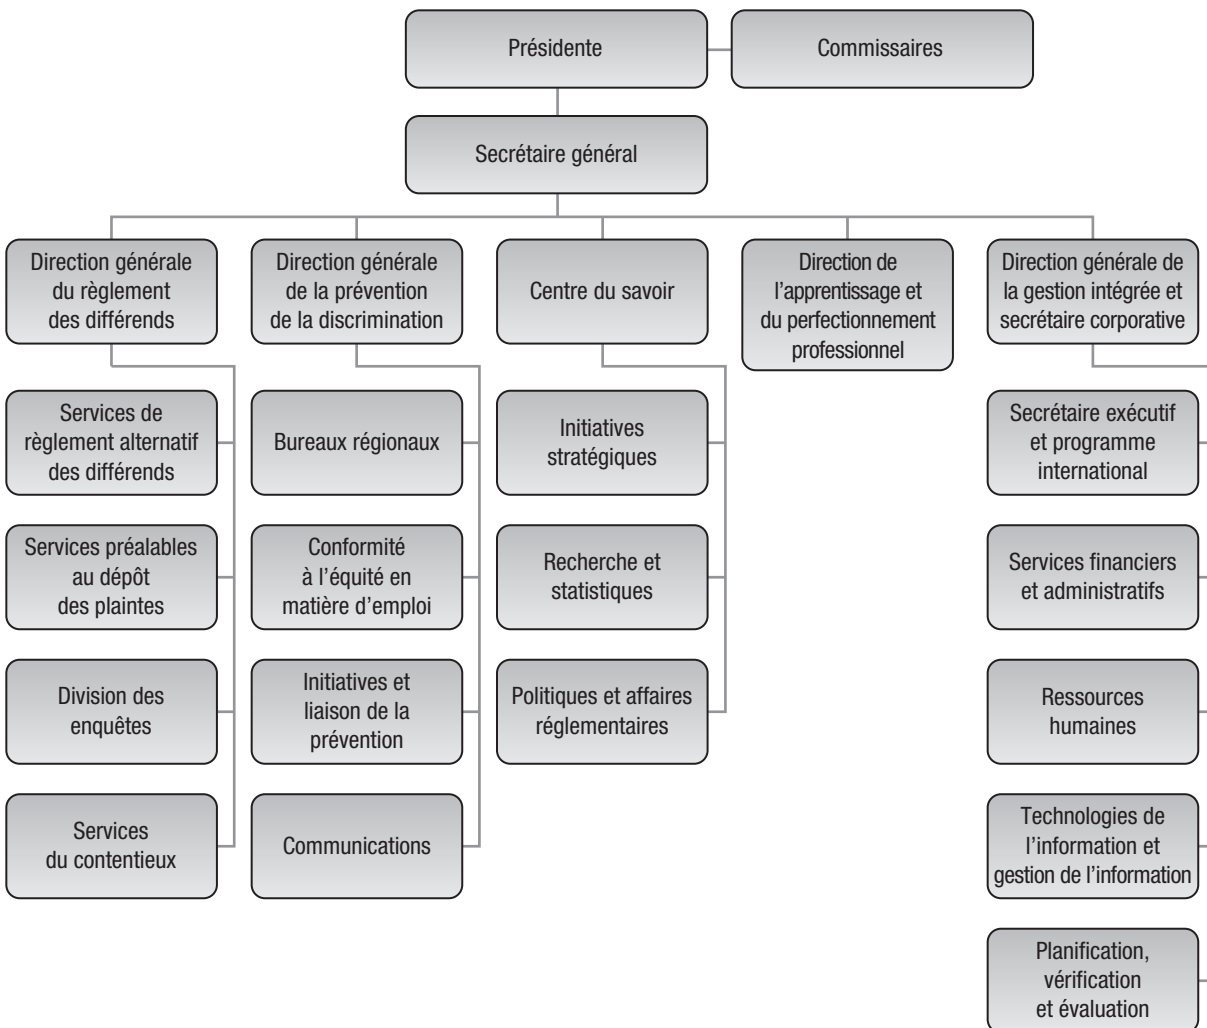 Présidente
Commissaires
Secrétaire général
Direction générale
du règlement
des différends
Services de
règlement alternatif
des différends
Services préalables
au dépôt
des plaintes
Division des
enquêtes
Services
du contentieux
Direction générale
de la prévention
de la discrimination
Bureaux régionaux
Conformité
à l’équité en
matière d’emploi
Initiatives et
liaison de la
prévention
Communications
Centre du savoir
Initiatives
stratégiques
Recherche et
statistiques
Politiques et affaires
réglementaires
Direction de
l’apprentissage et
du perfectionnement
professionnel
Direction générale de
la gestion intégrée et
secrétaire corporative
Secrétaire exécutif
et programme
international
Services financiers
et administratifs
Ressources
humaines
Technologies de
l’information et
gestion de l’information
Planification,
vérification
et évaluation